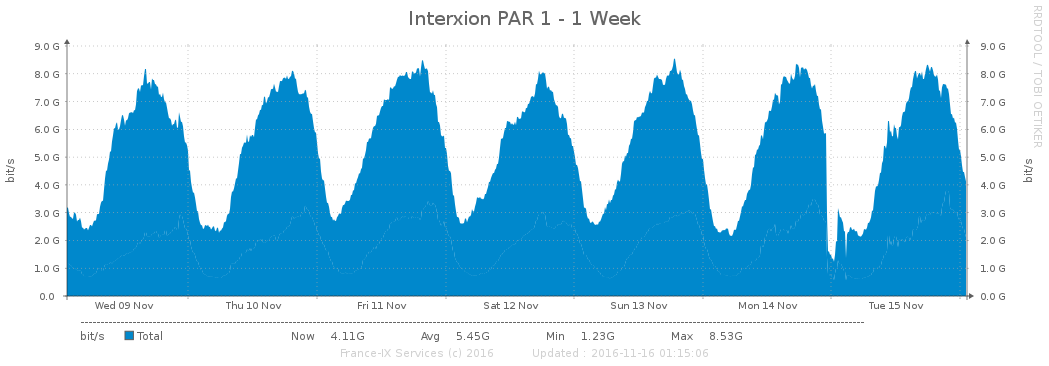 Interxion PAR 1 - 1 Week
RRDTOOL / TOBI OETIKER
9.0 G 9.0 G
8.0 G 8.0 G
7.0 G 7.0 G
6.0 G 6.0 G
5.0 G 5.0 G
4.0 G 4.0 G
3.0 G 3.0 G
2.0 G 2.0 G
1.0 G 1.0 G
0.0 0.0 G
bit/s bit/s
Wed 09 Nov Thu 10 Nov Fri 11 Nov Sat 12 Nov Sun 13 Nov Mon 14 Nov Tue 15 Nov
bit/s Total Now 4.11G Avg 5.45G Min 1.23G Max 8.53G
France-IX Services (c) 2016 Updated : 2016-11-16 01:15:06